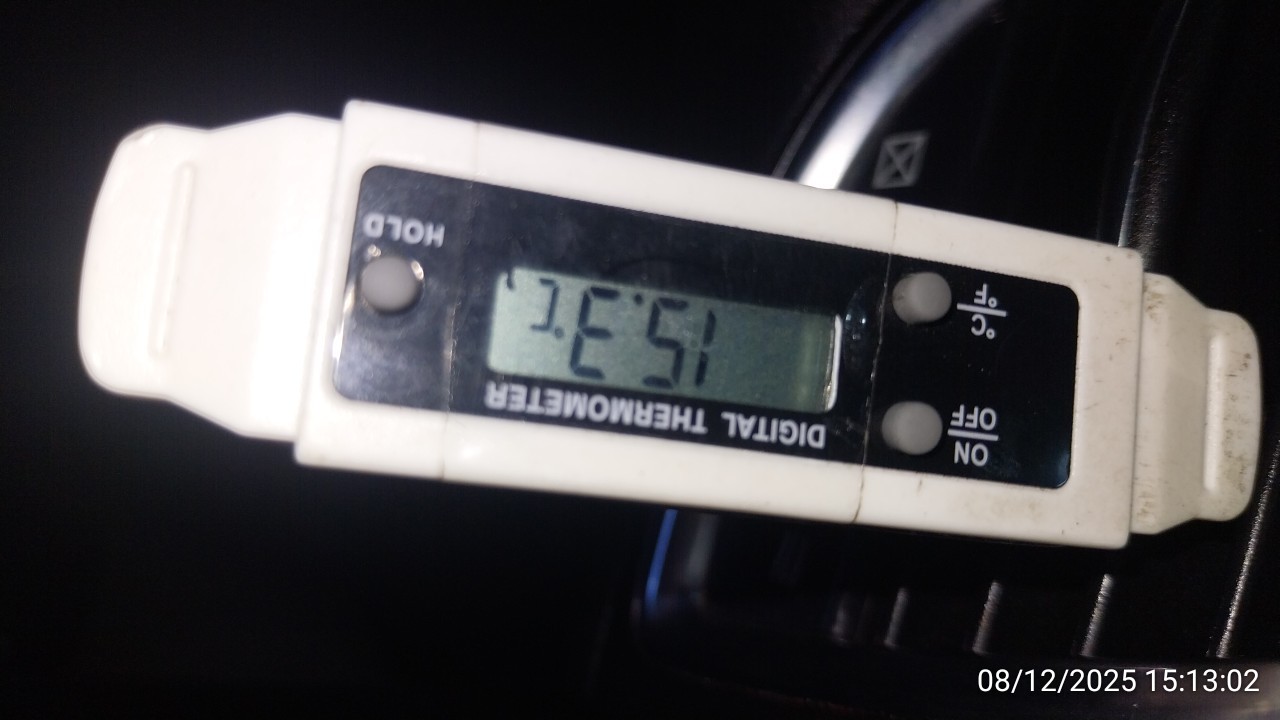 DIGITAL THERMOMETER
15.3°C
ON
OFF
°C
°F
HOLD
08/12/2025 15:13:02